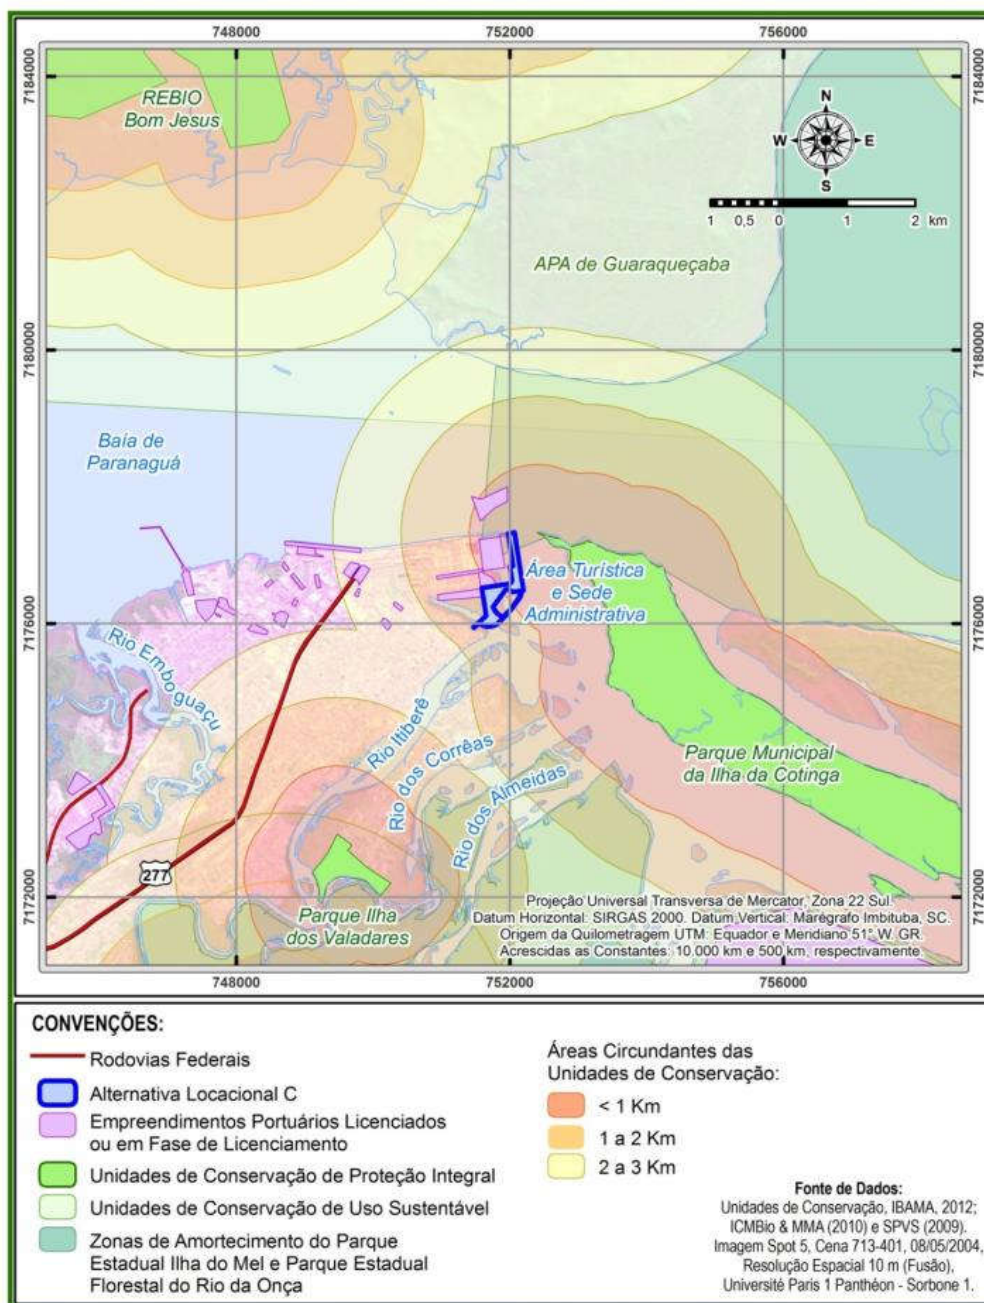 748000
752000
756000
7184000
7184000
REBIO
Bom Jesus
N
W
E
S
1 0,5 0 1 2 km
APA de Guaraqueçaba
7180000
7180000
Baía de
Paranaguá
Área Turística
e Sede
Administrativa
7176000
7176000
Rio Emboguaçu
Rio Itiberê
Rio dos Corrêas
Rio dos Almeidas
Parque Municipal
da Ilha da Cotinga
277
7172000
7172000
Parque Ilha
dos Valadares
Projeção Universal Transversa de Mercator, Zona 22 Sul.
Datum Horizontal: SIRGAS 2000. Datum Vertical: Marégrafo Imbituba, SC.
Origem da Quilometragem UTM: Equador e Meridiano 51° W. GR.
Acrescidas as Constantes: 10.000 km e 500 km, respectivamente.
748000
752000
756000
CONVENÇÕES:
Rodovias Federais
Alternativa Locacional C
Empreendimentos Portuários Licenciados
ou em Fase de Licenciamento
Unidades de Conservação de Proteção Integral
Unidades de Conservação de Uso Sustentável
Zonas de Amortecimento do Parque
Estadual Ilha do Mel e Parque Estadual
Florestal do Rio da Onça
Áreas Circundantes das
Unidades de Conservação:
< 1 Km
1 a 2 Km
2 a 3 Km
Fonte de Dados:
Unidades de Conservação, IBAMA, 2012;
ICMBio & MMA (2010) e SPVS (2009).
Imagem Spot 5, Cena 713-401, 08/05/2004,
Resolução Espacial 10 m (Fusão),
Université Paris 1 Panthéon - Sorbone 1.